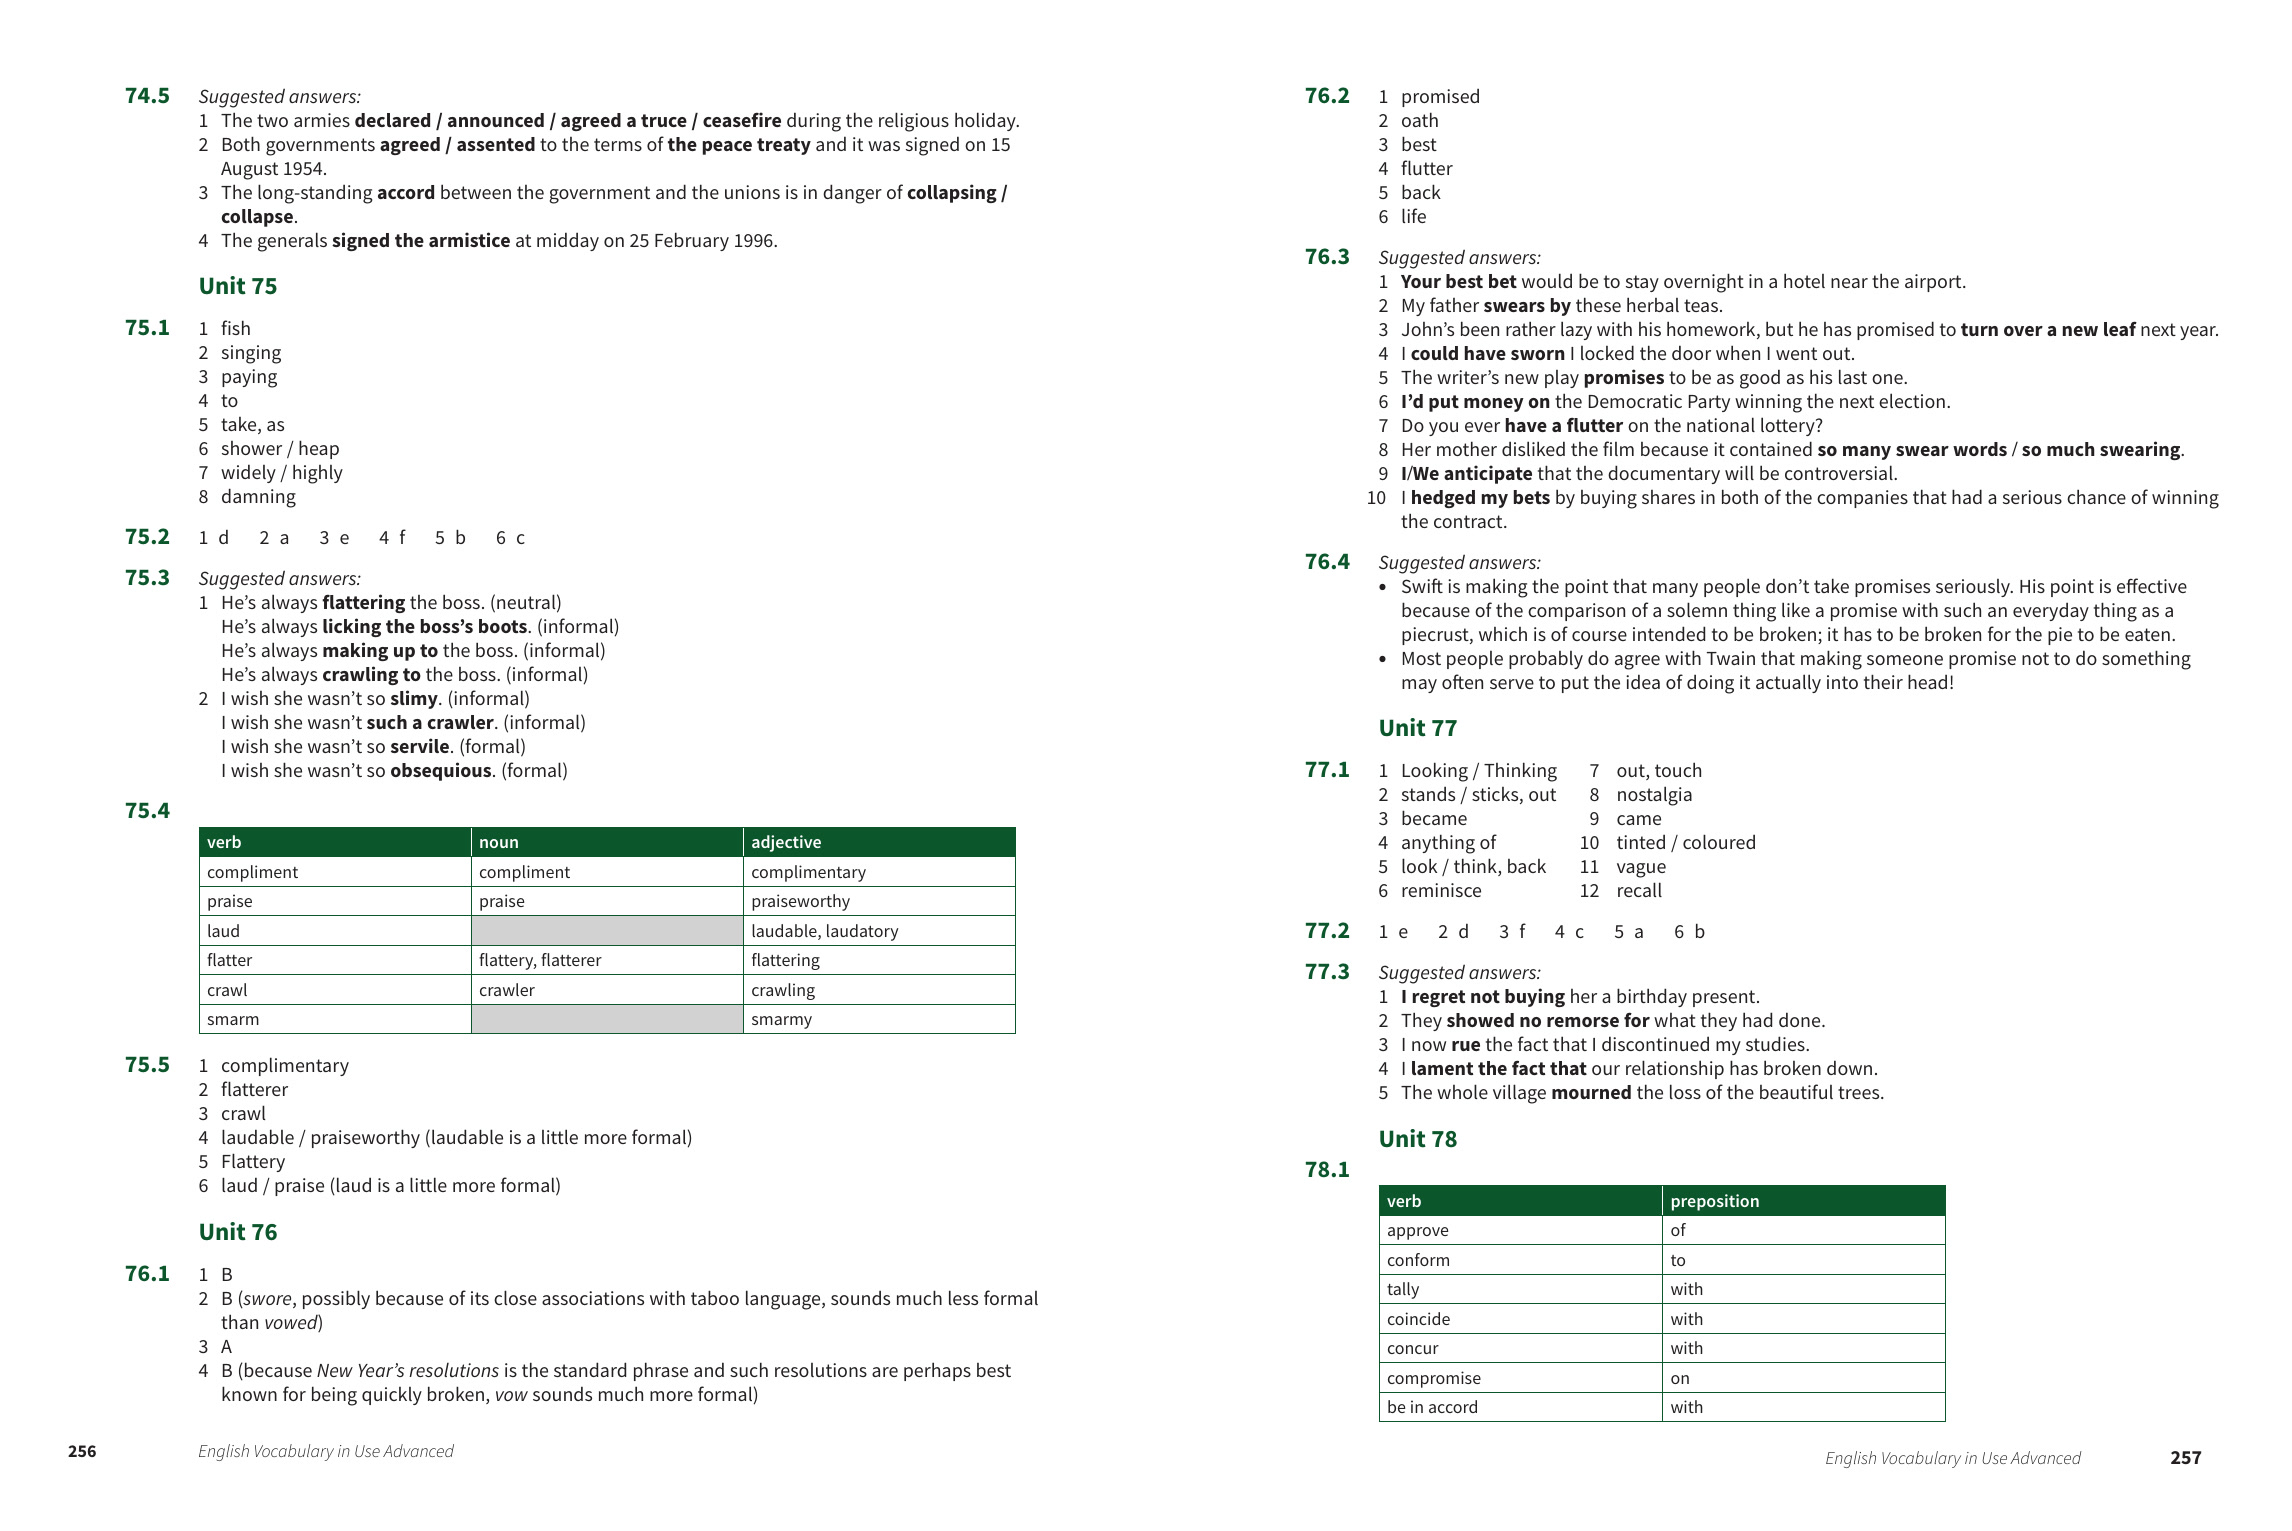 74.5 Suggested answers:
1 The two armies declared / announced / agreed a truce / ceasefire during the religious holiday.
2 Both governments agreed / assented to the terms of the peace treaty and it was signed on 15
August 1954.
3 The long-standing accord between the government and the unions is in danger of collapsing /
collapse.
4 The generals signed the armistice at midday on 25 February 1996.
Unit 75
75.1 1 fish
2 singing
3 paying
4 to
5 take, as
6 shower / heap
7 widely / highly
8 damning
75.2 1 d 2 a 3 e 4 f 5 b 6 c
75.3 Suggested answers:
1 He’s always flattering the boss. (neutral)
He’s always licking the boss’s boots. (informal)
He’s always making up to the boss. (informal)
He’s always crawling to the boss. (informal)
2 I wish she wasn’t so slimy. (informal)
I wish she wasn’t such a crawler. (informal)
I wish she wasn’t so servile. (formal)
I wish she wasn’t so obsequious. (formal)
75.4
verb noun adjective
compliment compliment complimentary
praise praise praiseworthy
laud laudable, laudatory
flatter flattery, flatterer flattering
crawl crawler crawling
smarm smarmy
75.5 1 complimentary
2 flatterer
3 crawl
4 laudable / praiseworthy (laudable is a little more formal)
5 Flattery
6 laud / praise (laud is a little more formal)
Unit 76
76.1 1 B
2 B (swore, possibly because of its close associations with taboo language, sounds much less formal
than vowed)
3 A
4 B (because New Year’s resolutions is the standard phrase and such resolutions are perhaps best
known for being quickly broken, vow sounds much more formal)
256 English Vocabulary in Use Advanced
76.2 1 promised
2 oath
3 best
4 flutter
5 back
6 life
76.3 Suggested answers:
1 Your best bet would be to stay overnight in a hotel near the airport.
2 My father swears by these herbal teas.
3 John’s been rather lazy with his homework, but he has promised to turn over a new leaf next year.
4 I could have sworn I locked the door when I went out.
5 The writer’s new play promises to be as good as his last one.
6 I’d put money on the Democratic Party winning the next election.
7 Do you ever have a flutter on the national lottery?
8 Her mother disliked the film because it contained so many swear words / so much swearing.
9 I/We anticipate that the documentary will be controversial.
10 I hedged my bets by buying shares in both of the companies that had a serious chance of winning
the contract.
76.4 Suggested answers:
• Swift is making the point that many people don’t take promises seriously. His point is effective
because of the comparison of a solemn thing like a promise with such an everyday thing as a
piecrust, which is of course intended to be broken; it has to be broken for the pie to be eaten.
• Most people probably do agree with Twain that making someone promise not to do something
may often serve to put the idea of doing it actually into their head!
Unit 77
77.1 1 Looking / Thinking 7 out, touch
2 stands / sticks, out 8 nostalgia
3 became 9 came
4 anything of 10 tinted / coloured
5 look / think, back 11 vague
6 reminisce 12 recall
77.2 1 e 2 d 3 f 4 c 5 a 6 b
77.3 Suggested answers:
1 I regret not buying her a birthday present.
2 They showed no remorse for what they had done.
3 I now rue the fact that I discontinued my studies.
4 I lament the fact that our relationship has broken down.
5 The whole village mourned the loss of the beautiful trees.
Unit 78
78.1
verb preposition
approve of
conform to
tally with
coincide with
concur with
compromise on
be in accord with
English Vocabulary in Use Advanced 257